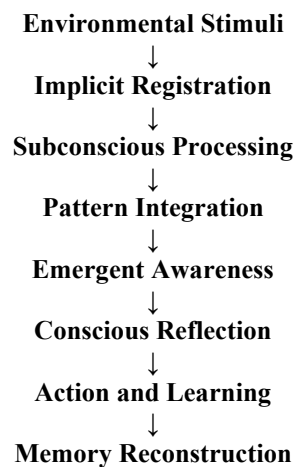 Environmental Stimuli
↓
Implicit Registration
↓
Subconscious Processing
↓
Pattern Integration
↓
Emergent Awareness
↓
Conscious Reflection
↓
Action and Learning
↓
Memory Reconstruction